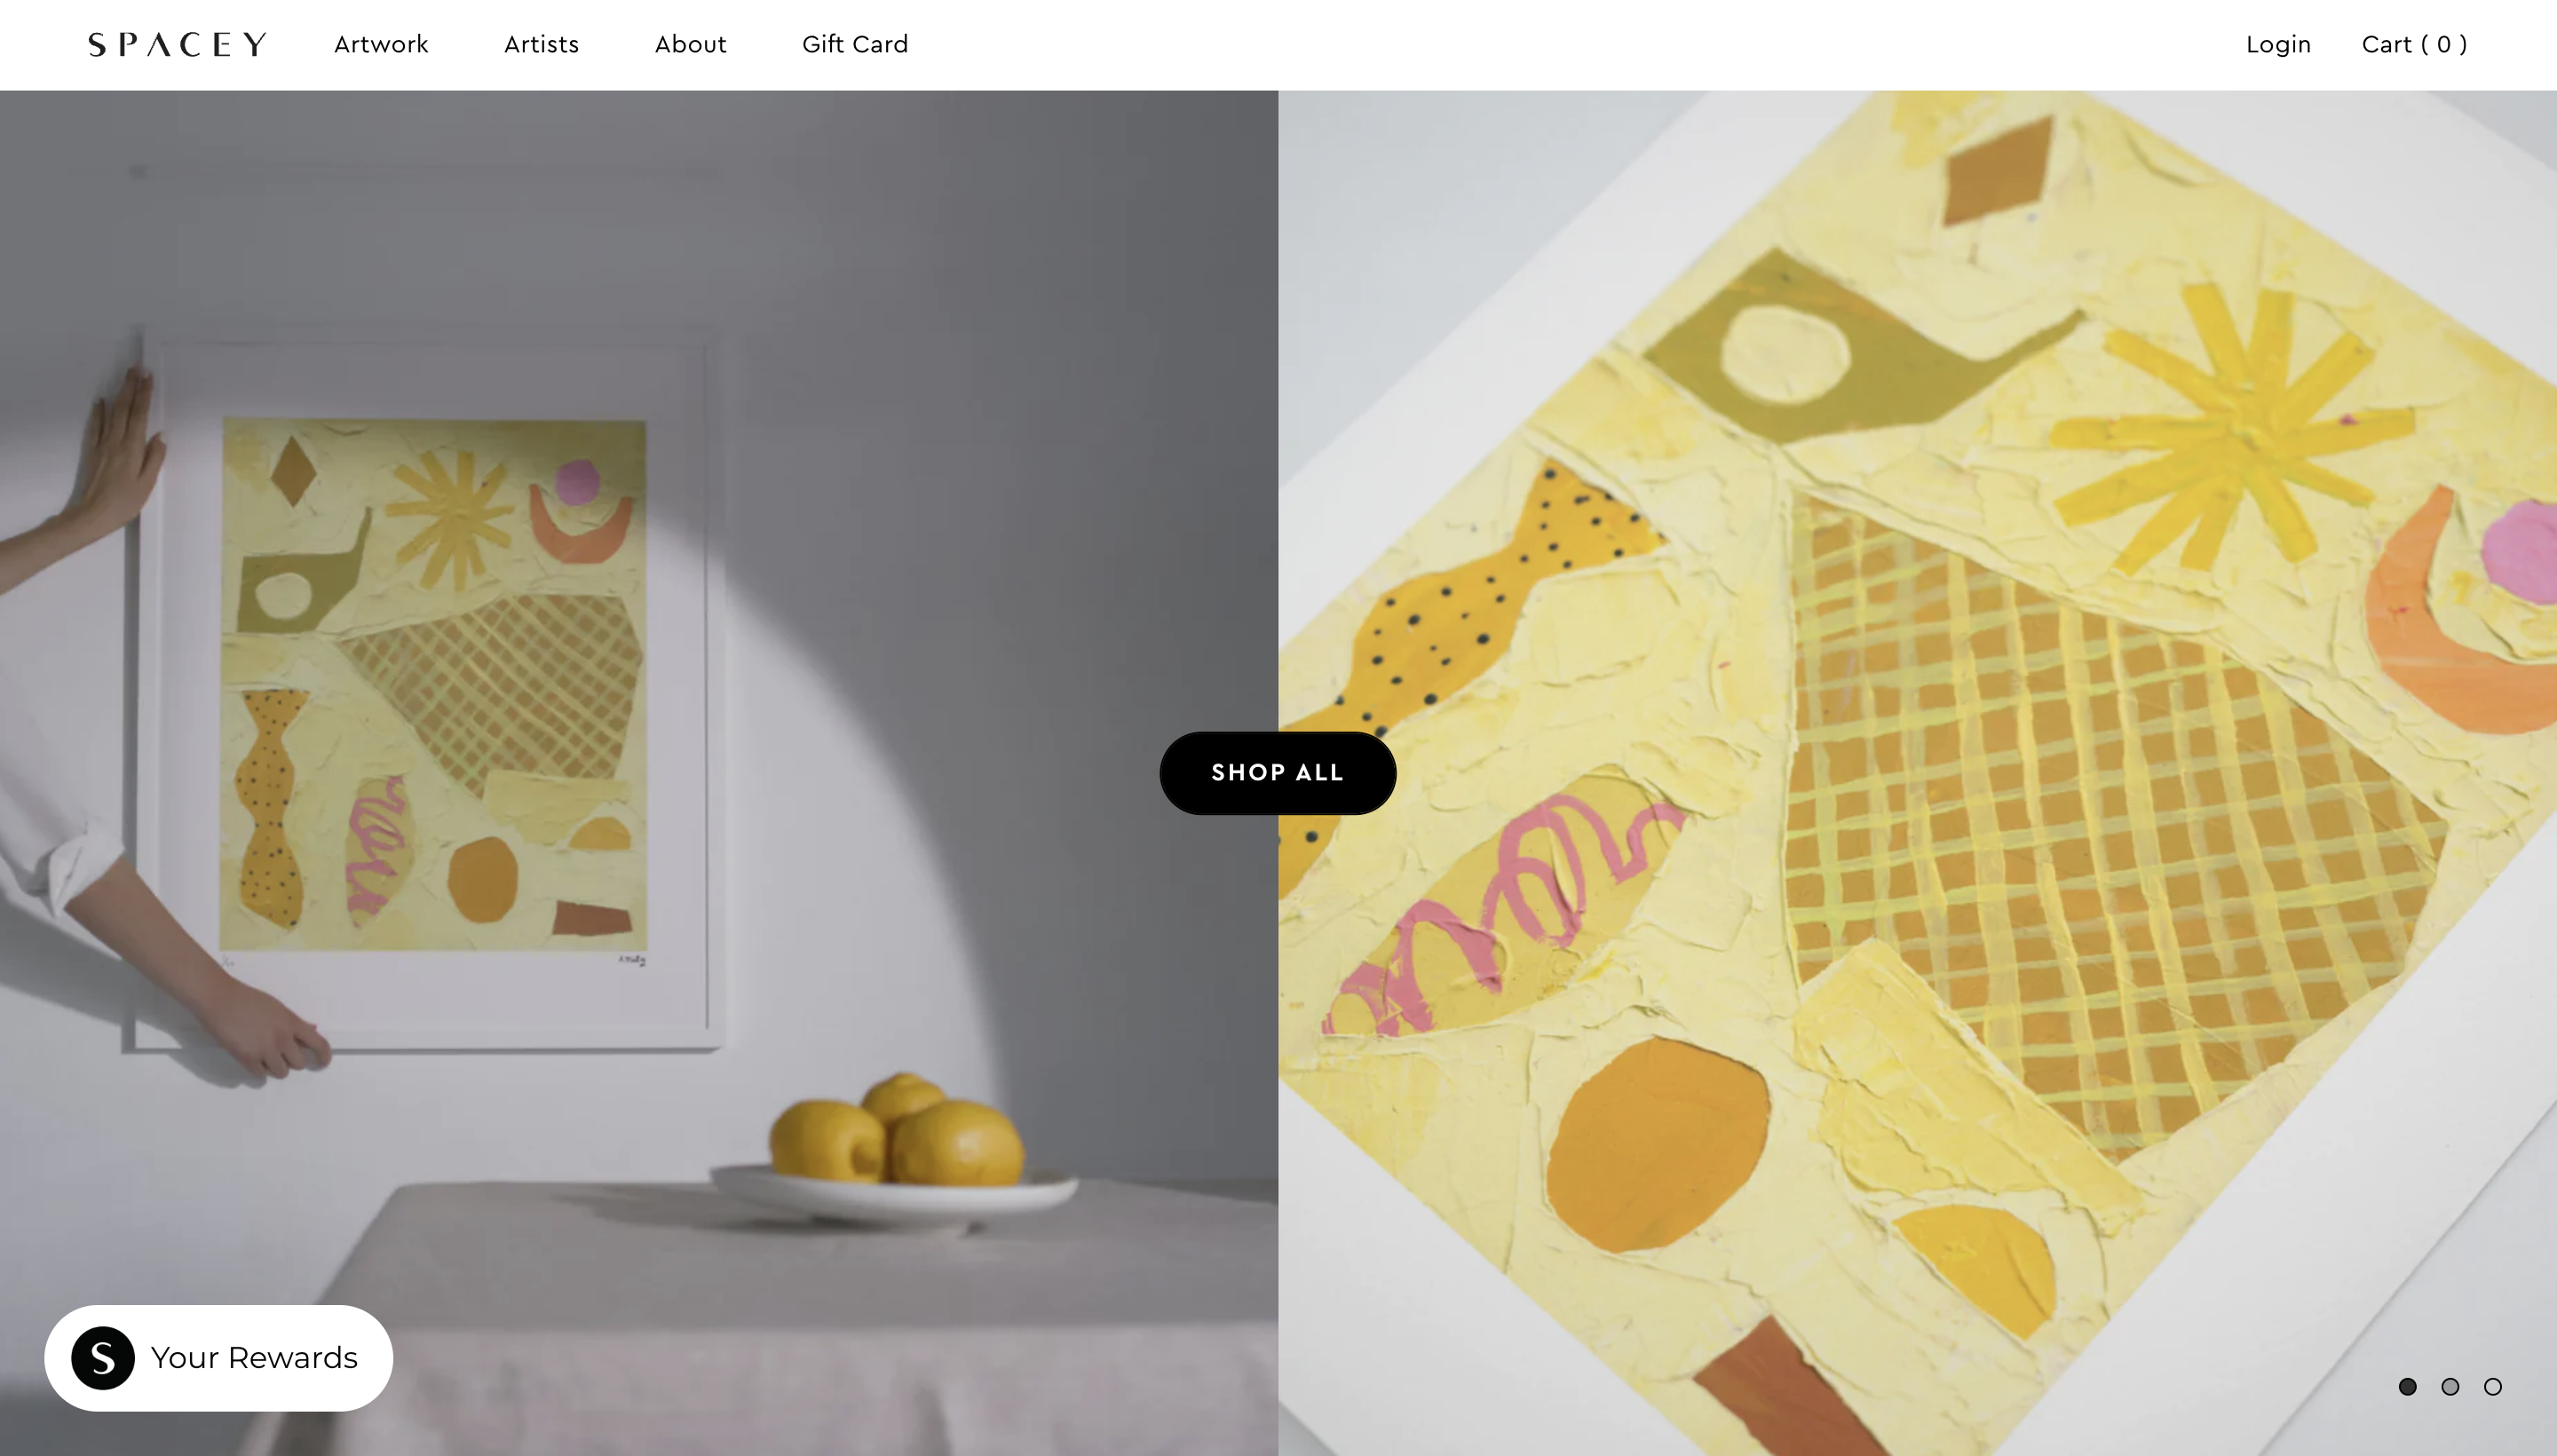 SPACEY
Artwork
Artists
About
Gift Card
Login
Cart ( 0 )
SHOP ALL
S
Your Rewards